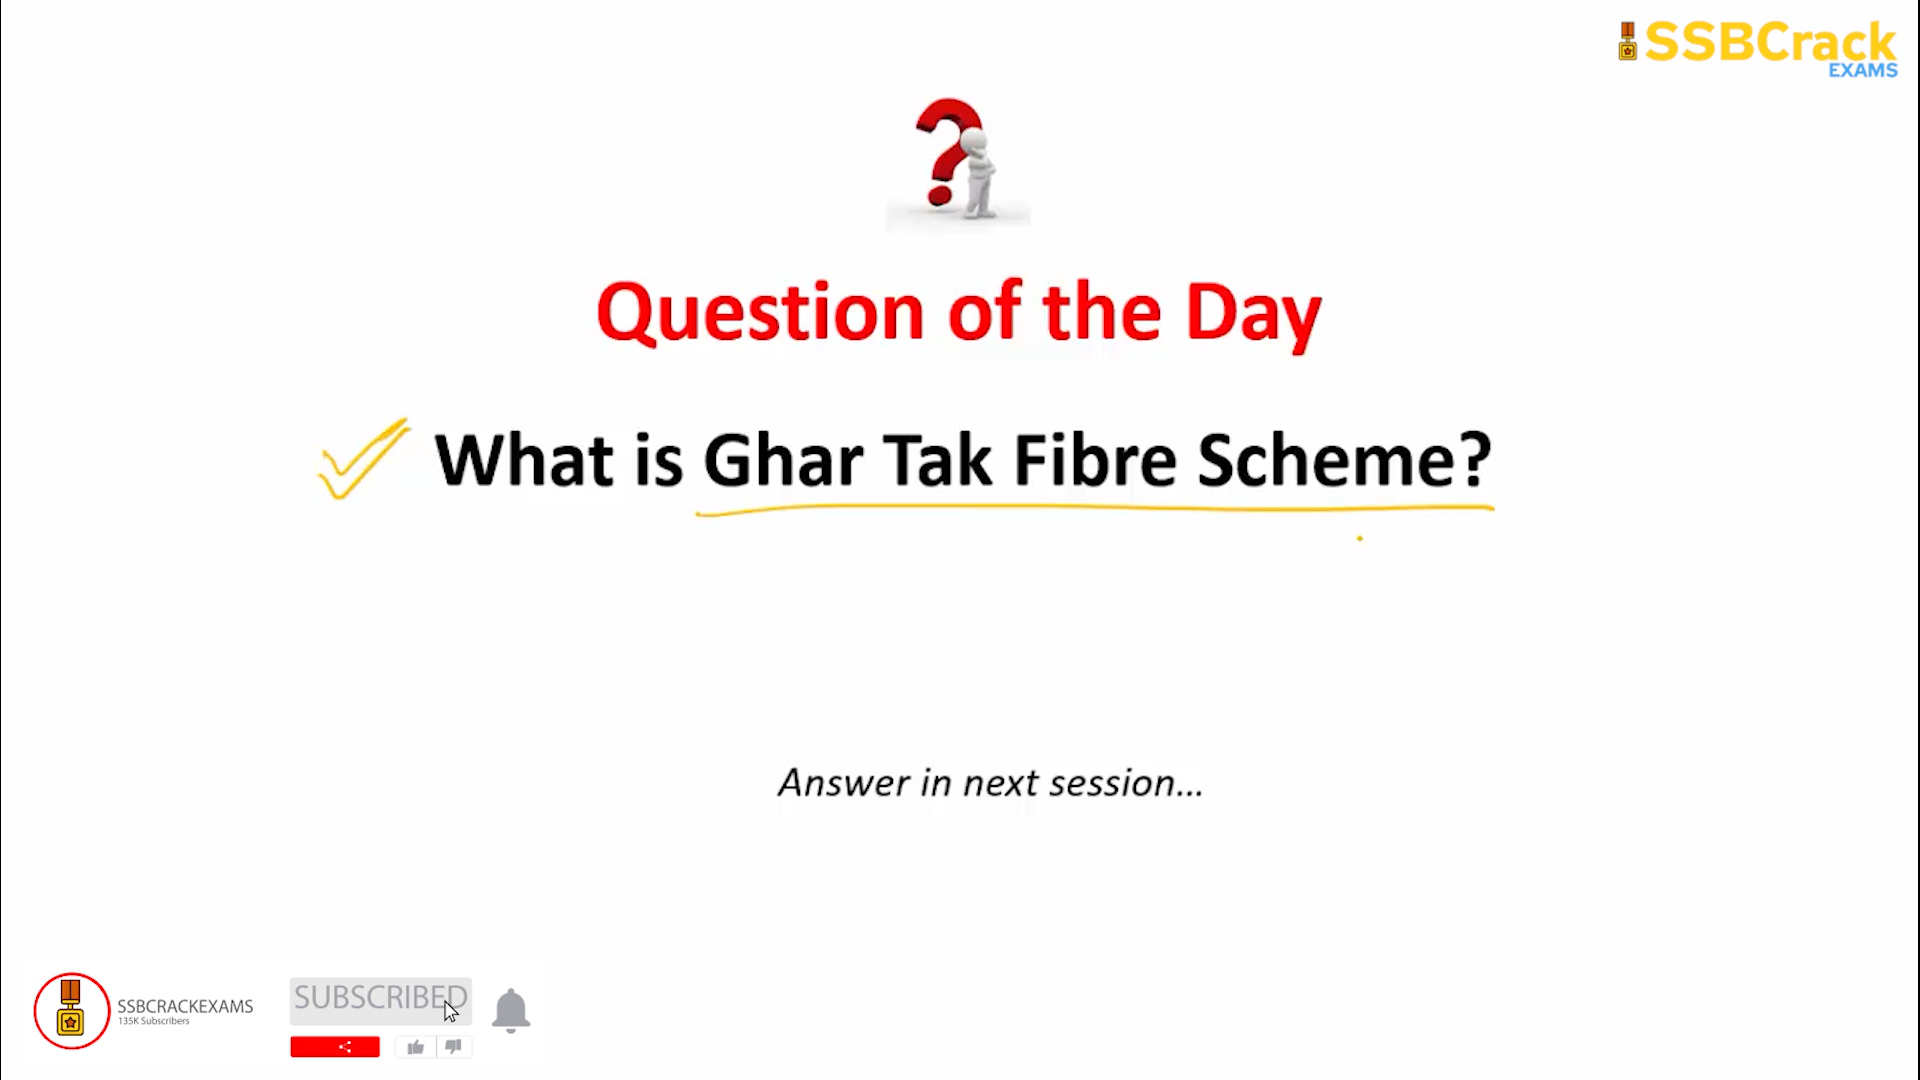 SSBCrack
EXAMS
Question of the Day
What is Ghar Tak Fibre Scheme?
Answer in next session...
SSBCRACKEXAMS
135K Subscribers
SUBSCRIBED